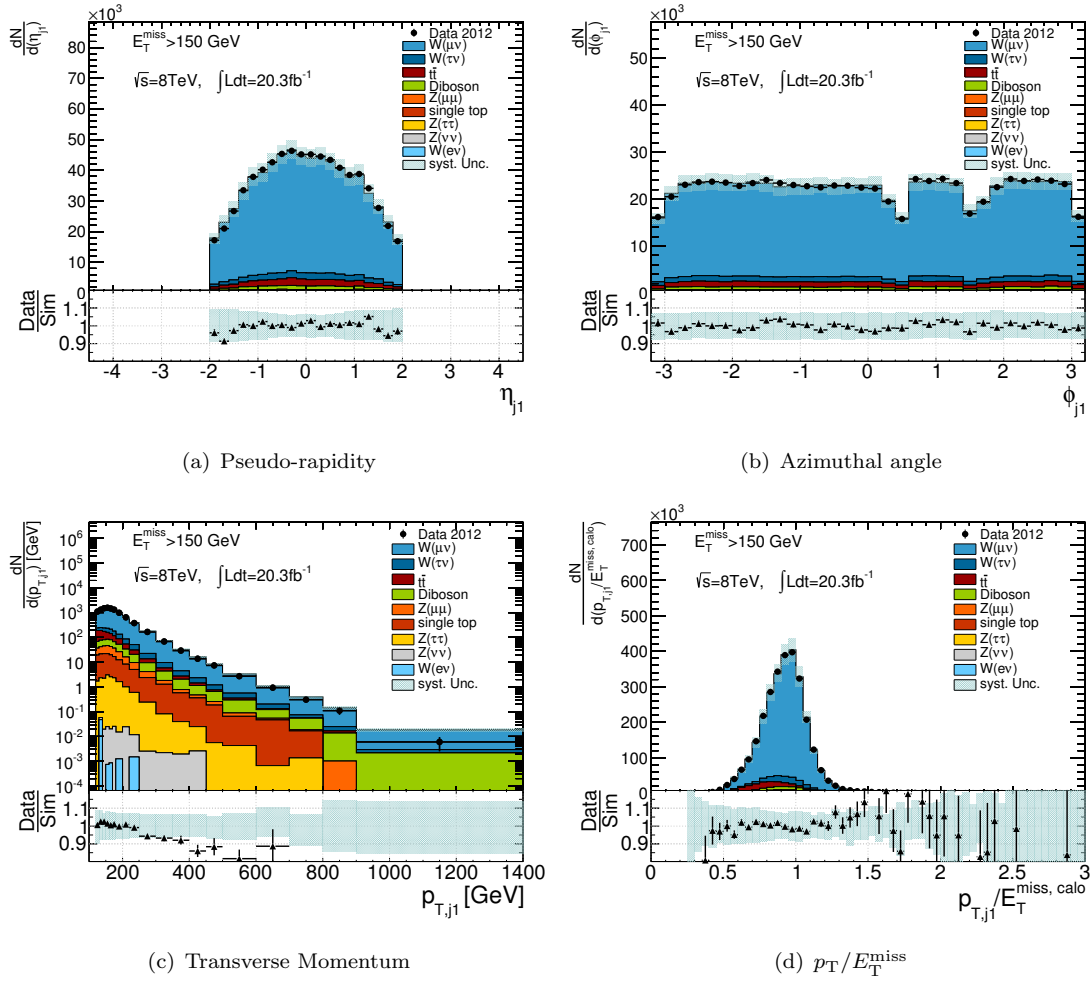 ×10³
dN
d(η_j1)
E_T^miss>150 GeV
√s=8TeV, ∫Ldt=20.3fb⁻¹
Data 2012
W(μν)
W(τν)
tt̄
Diboson
Z(μμ)
single top
Z(ττ)
Z(νν)
W(eν)
syst. Unc.
80
60
40
20
0
Data
Sim
1.1
1
0.9
-4 -3 -2 -1 0 1 2 3 4
η_j1
(a) Pseudo-rapidity
×10³
dN
d(ϕ_j1)
E_T^miss>150 GeV
√s=8TeV, ∫Ldt=20.3fb⁻¹
Data 2012
W(μν)
W(τν)
tt̄
Diboson
Z(μμ)
single top
Z(ττ)
Z(νν)
W(eν)
syst. Unc.
50
40
30
20
10
0
Data
Sim
1.1
1
0.9
-3 -2 -1 0 1 2 3
ϕ_j1
(b) Azimuthal angle
dN
d(p_T,j1) [GeV]
E_T^miss>150 GeV
√s=8TeV, ∫Ldt=20.3fb⁻¹
Data 2012
W(μν)
W(τν)
tt̄
Diboson
Z(μμ)
single top
Z(ττ)
Z(νν)
W(eν)
syst. Unc.
10⁶
10⁵
10⁴
10³
10²
10
1
10⁻¹
10⁻²
10⁻³
10⁻⁴
Data
Sim
1.1
1
0.9
200 400 600 800 1000 1200 1400
p_T,j1 [GeV]
(c) Transverse Momentum
×10³
dN
d(p_T,j1/E_T^miss, calo)
E_T^miss>150 GeV
√s=8TeV, ∫Ldt=20.3fb⁻¹
Data 2012
W(μν)
W(τν)
tt̄
Diboson
Z(μμ)
single top
Z(ττ)
Z(νν)
W(eν)
syst. Unc.
700
600
500
400
300
200
100
0
Data
Sim
1.1
1
0.9
0 0.5 1 1.5 2 2.5 3
p_T,j1/E_T^miss, calo
(d) p_T/E_T^miss